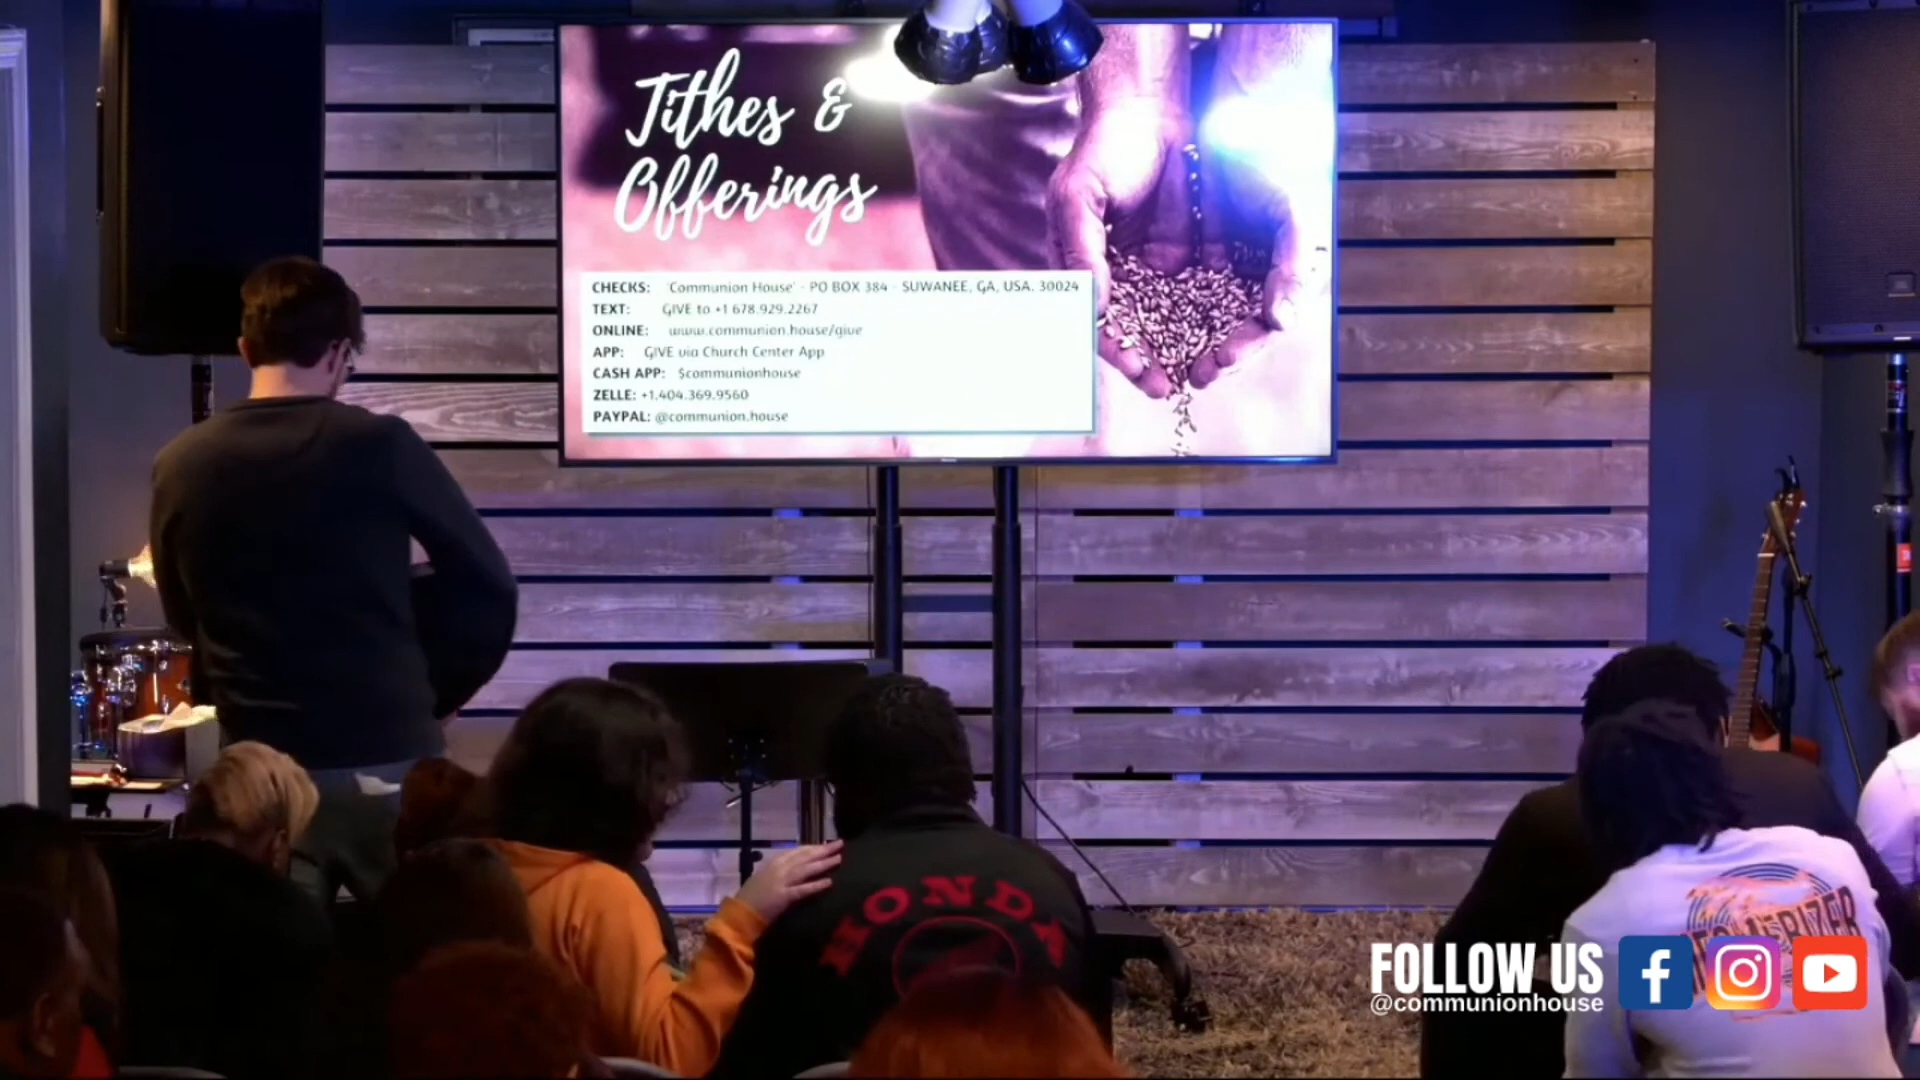 Tithes &
Offerings
CHECKS: 'Communion House' - PO BOX 384 - SUWANEE, GA, USA. 30024
TEXT: GIVE to +1 678.929.2267
ONLINE: www.communion.house/give
APP: GIVE via Church Center App
CASH APP: $communionhouse
ZELLE: +1.404.369.9560
PAYPAL: @communion.house
HONDA
FOLLOW US
@communionhouse